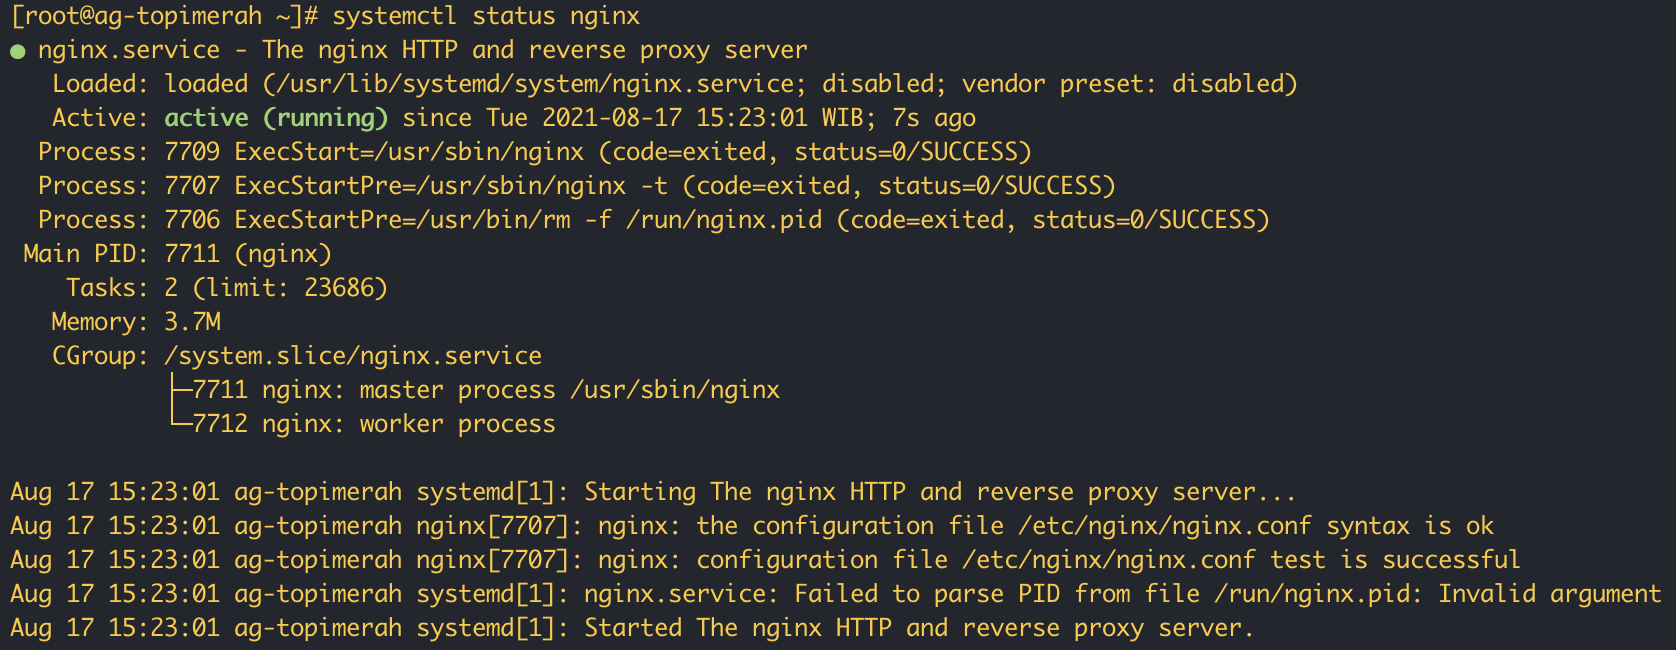 [root@ag-topimerah ~]# systemctl status nginx
● nginx.service - The nginx HTTP and reverse proxy server
   Loaded: loaded (/usr/lib/systemd/system/nginx.service; disabled; vendor preset: disabled)
   Active: active (running) since Tue 2021-08-17 15:23:01 WIB; 7s ago
  Process: 7709 ExecStart=/usr/sbin/nginx (code=exited, status=0/SUCCESS)
  Process: 7707 ExecStartPre=/usr/sbin/nginx -t (code=exited, status=0/SUCCESS)
  Process: 7706 ExecStartPre=/usr/bin/rm -f /run/nginx.pid (code=exited, status=0/SUCCESS)
 Main PID: 7711 (nginx)
    Tasks: 2 (limit: 23686)
   Memory: 3.7M
   CGroup: /system.slice/nginx.service
           ├─7711 nginx: master process /usr/sbin/nginx
           └─7712 nginx: worker process

Aug 17 15:23:01 ag-topimerah systemd[1]: Starting The nginx HTTP and reverse proxy server...
Aug 17 15:23:01 ag-topimerah nginx[7707]: nginx: the configuration file /etc/nginx/nginx.conf syntax is ok
Aug 17 15:23:01 ag-topimerah nginx[7707]: nginx: configuration file /etc/nginx/nginx.conf test is successful
Aug 17 15:23:01 ag-topimerah systemd[1]: nginx.service: Failed to parse PID from file /run/nginx.pid: Invalid argument
Aug 17 15:23:01 ag-topimerah systemd[1]: Started The nginx HTTP and reverse proxy server.